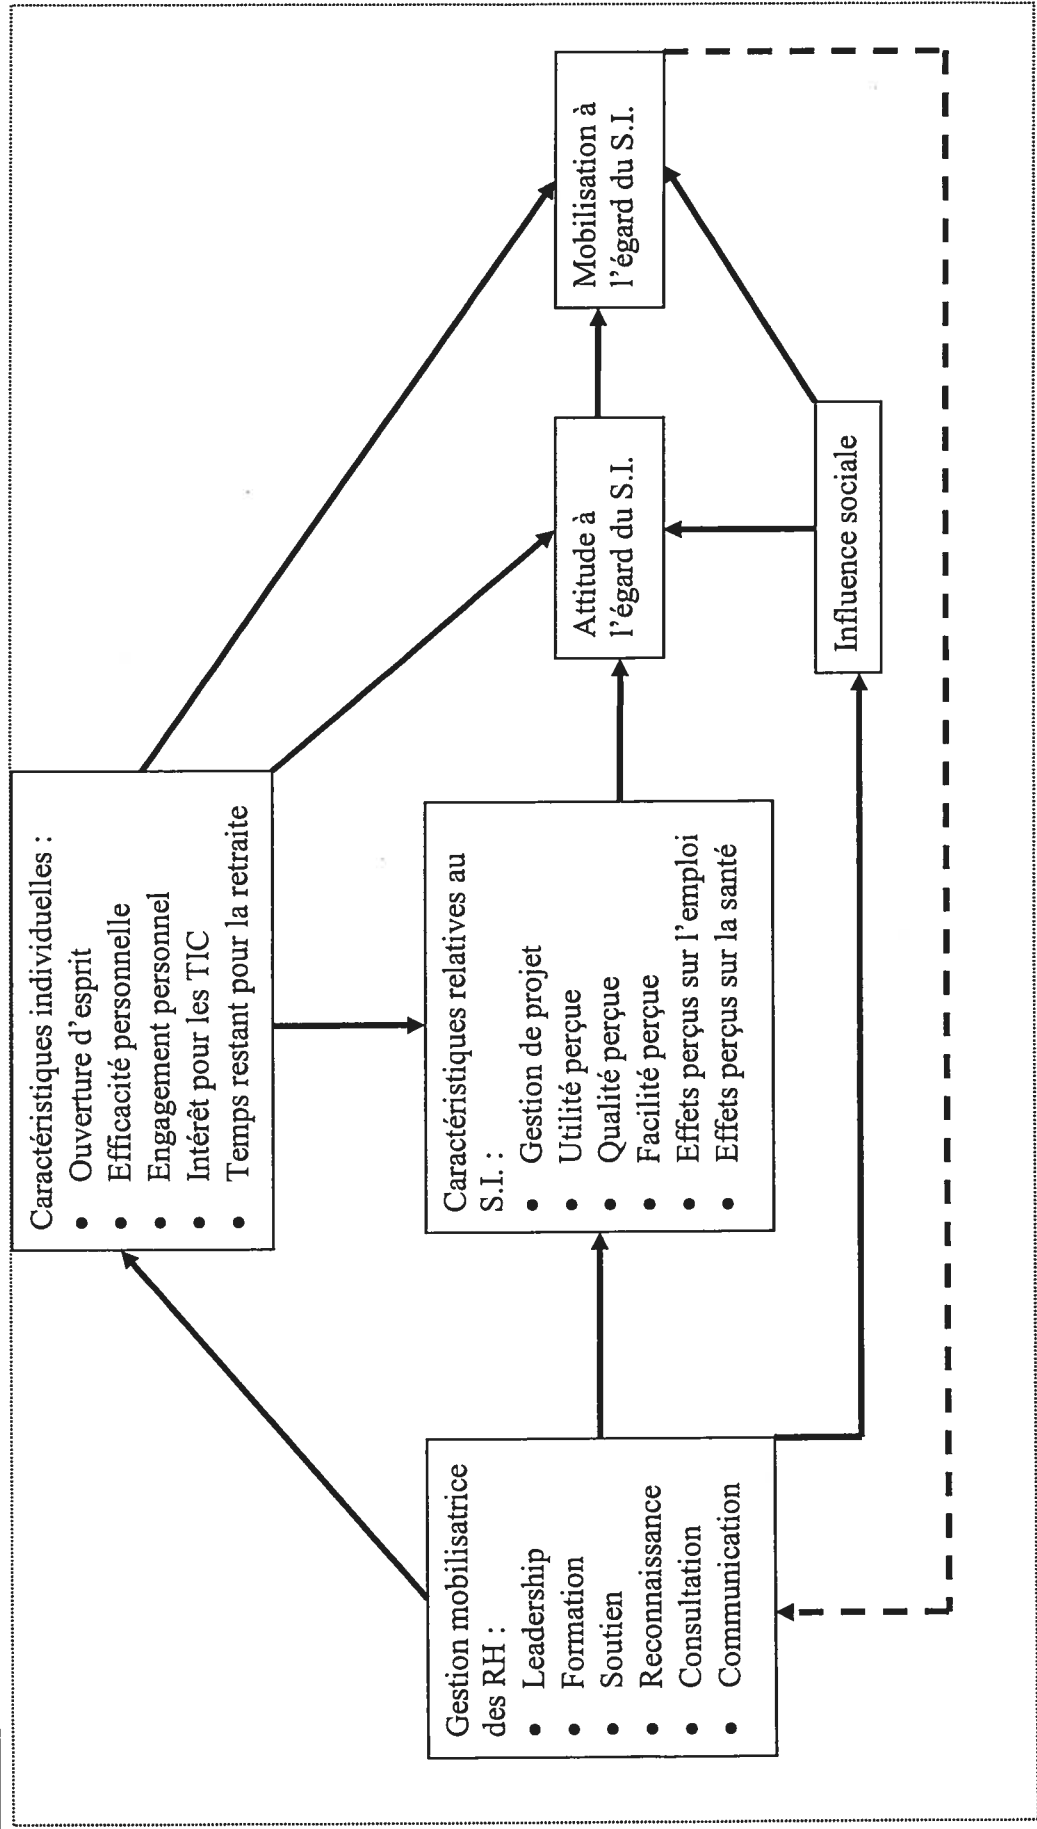 Caractéristiques individuelles :
• Ouverture d'esprit
• Efficacité personnelle
• Engagement personnel
• Intérêt pour les TIC
• Temps restant pour la retraite
Gestion mobilisatrice
des RH :
• Leadership
• Formation
• Soutien
• Reconnaissance
• Consultation
• Communication
Caractéristiques relatives au
S.I. :
• Gestion de projet
• Utilité perçue
• Qualité perçue
• Facilité perçue
• Effets perçus sur l'emploi
• Effets perçus sur la santé
Attitude à
l'égard du S.I.
Mobilisation à
l'égard du S.I.
Influence sociale